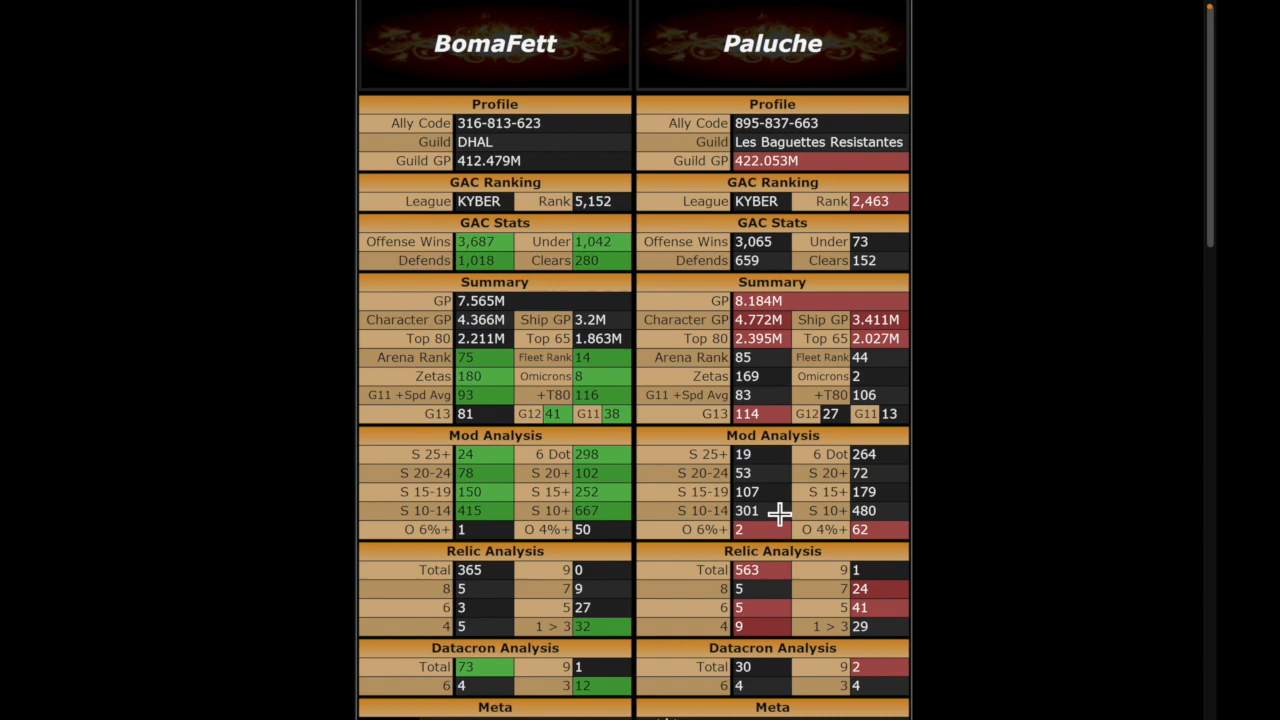 BomaFett
Profile
Ally Code 316-813-623
Guild DHAL
Guild GP 412.479M
GAC Ranking
League KYBER Rank 5,152
GAC Stats
Offense Wins 3,687 Under 1,042
Defends 1,018 Clears 280
Summary
GP 7.565M
Character GP 4.366M Ship GP 3.2M
Top 80 2.211M Top 65 1.863M
Arena Rank 75 Fleet Rank 14
Zetas 180 Omicrons 8
G11 +Spd Avg 93 +T80 116
G13 81 G12 41 G11 38
Mod Analysis
S 25+ 24 6 Dot 298
S 20-24 78 S 20+ 102
S 15-19 150 S 15+ 252
S 10-14 415 S 10+ 667
O 6%+ 1 O 4%+ 50
Relic Analysis
Total 365 9 0
8 5 7 9
6 3 5 27
4 5 1 > 3 32
Datacron Analysis
Total 73 9 1
6 4 3 12
Meta
Paluche
Profile
Ally Code 895-837-663
Guild Les Baguettes Resistantes
Guild GP 422.053M
GAC Ranking
League KYBER Rank 2,463
GAC Stats
Offense Wins 3,065 Under 73
Defends 659 Clears 152
Summary
GP 8.184M
Character GP 4.772M Ship GP 3.411M
Top 80 2.395M Top 65 2.027M
Arena Rank 85 Fleet Rank 44
Zetas 169 Omicrons 2
G11 +Spd Avg 83 +T80 106
G13 114 G12 27 G11 13
Mod Analysis
S 25+ 19 6 Dot 264
S 20-24 53 S 20+ 72
S 15-19 107 S 15+ 179
S 10-14 301 S 10+ 480
O 6%+ 2 O 4%+ 62
Relic Analysis
Total 563 9 1
8 5 7 24
6 5 5 41
4 9 1 > 3 29
Datacron Analysis
Total 30 9 2
6 4 3 4
Meta